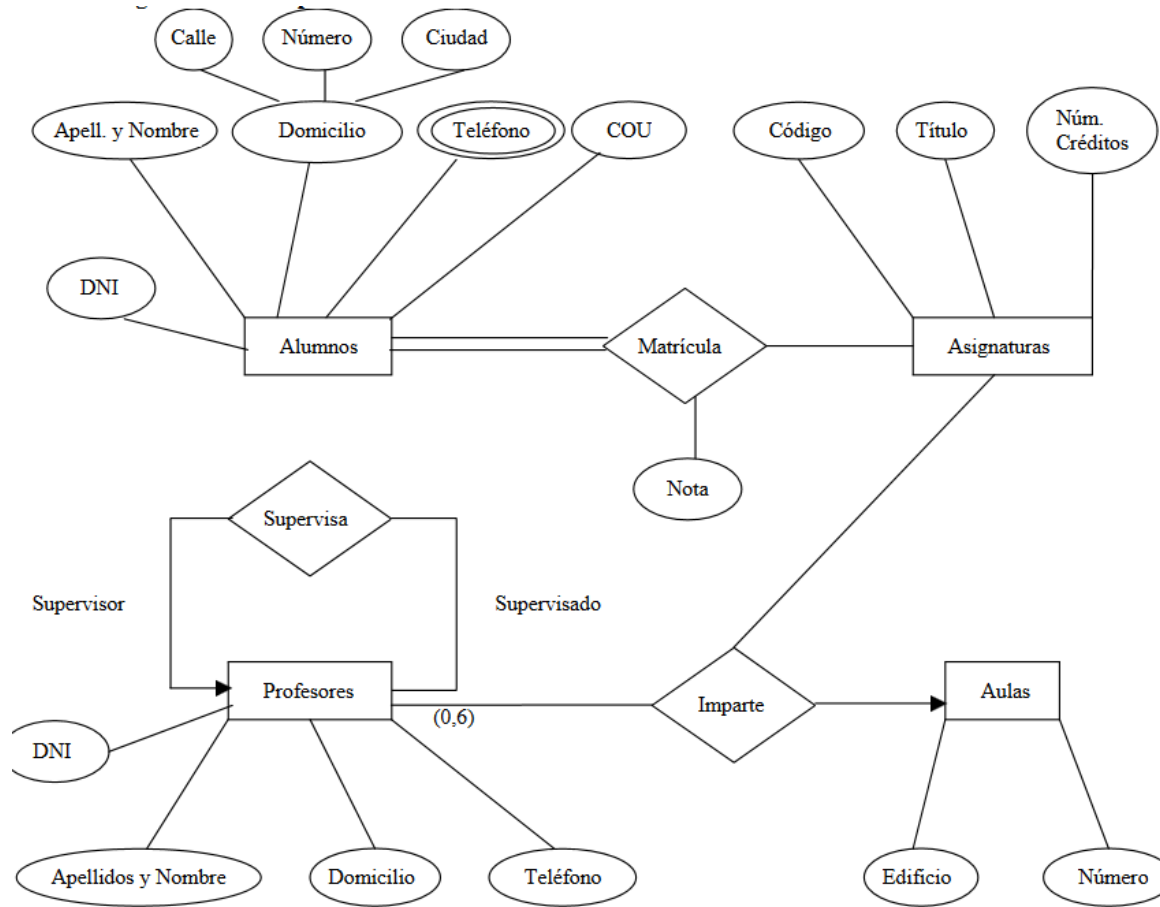 Calle
Número
Ciudad
Apell. y Nombre
Domicilio
Teléfono
COU
Código
Título
Núm.
Créditos
DNI
Alumnos
Matrícula
Asignaturas
Nota
Supervisa
Supervisor
Supervisado
Profesores
(0,6)
Imparte
Aulas
DNI
Apellidos y Nombre
Domicilio
Teléfono
Edificio
Número